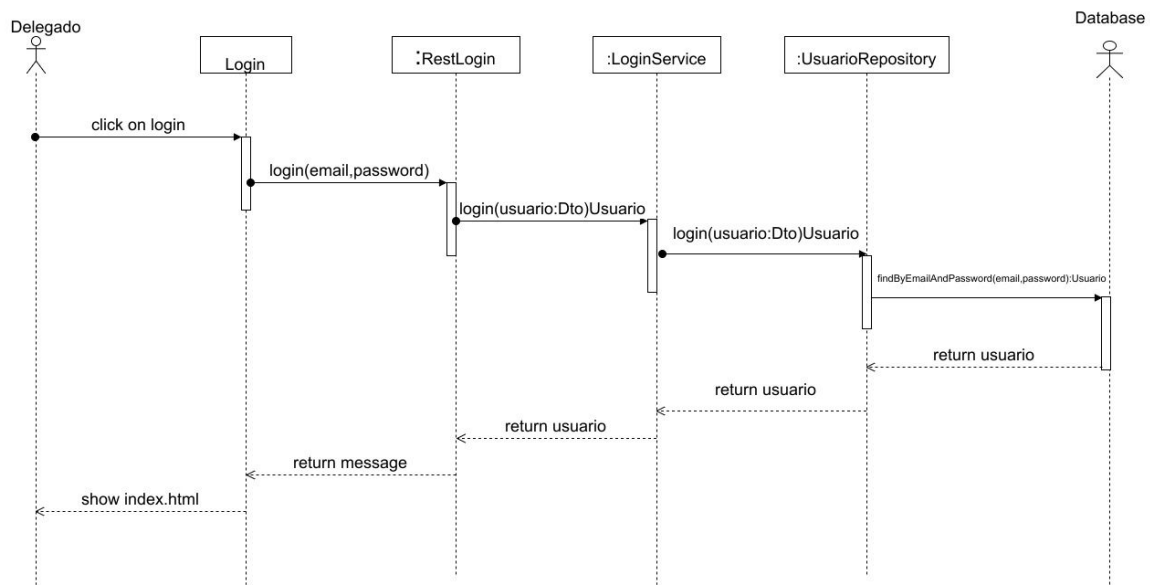 Delegado
Database
Login
:RestLogin
:LoginService
:UsuarioRepository
click on login
login(email,password)
login(usuario:Dto)Usuario
login(usuario:Dto)Usuario
findByEmailAndPassword(email,password):Usuario
return usuario
return usuario
return usuario
return message
show index.html